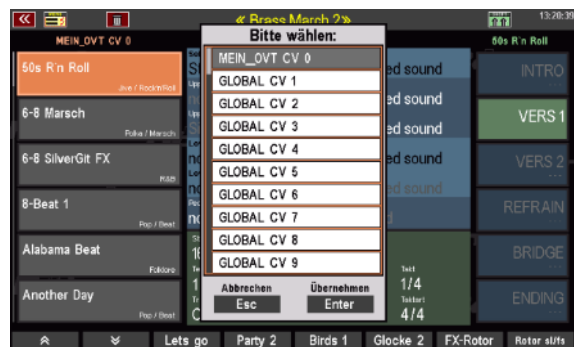 « Brass March 2»
13:20:39
MEIN_OVT CV 0
50s R'n Roll
Bitte wählen:
MEIN_OVT CV 0
GLOBAL CV 1
GLOBAL CV 2
GLOBAL CV 3
GLOBAL CV 4
GLOBAL CV 5
GLOBAL CV 6
GLOBAL CV 7
GLOBAL CV 8
GLOBAL CV 9
Abbrechen
Esc
Übernehmen
Enter
50s R'n Roll
Jive / Rock'n'Roll
6-8 Marsch
Polka / Marsch
6-8 SilverGit FX
R&B
8-Beat 1
Pop / Beat
Alabama Beat
Folklore
Another Day
Pop / Beat
ed sound
ed sound
ed sound
ed sound
ed sound
Takt
1/4
Taktart
4/4
INTRO
VERS 1
VERS 2
REFRAIN
BRIDGE
ENDING
Lets go
Party 2
Birds 1
Glocke 2
FX-Rotor
Rotor sl/fs